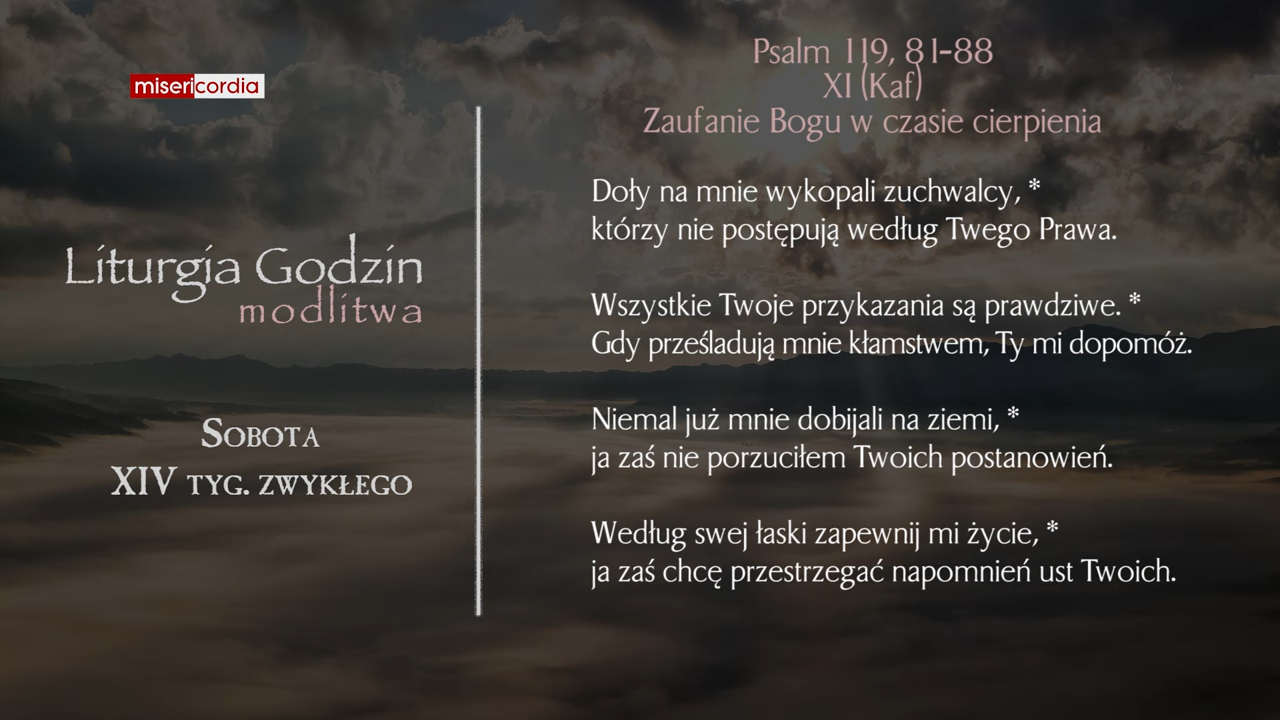 misericordia
Liturgia Godzin
modlitwa
Sobota
XIV tyg. zwykłego
Psalm 119, 81-88
XI (Kaf)
Zaufanie Bogu w czasie cierpienia
Doły na mnie wykopali zuchwalcy, *
którzy nie postępują według Twego Prawa.
Wszystkie Twoje przykazania są prawdziwe. *
Gdy prześladują mnie kłamstwem, Ty mi dopomóż.
Niemal już mnie dobijali na ziemi, *
ja zaś nie porzuciłem Twoich postanowień.
Według swej łaski zapewnij mi życie, *
ja zaś chcę przestrzegać napomnień ust Twoich.